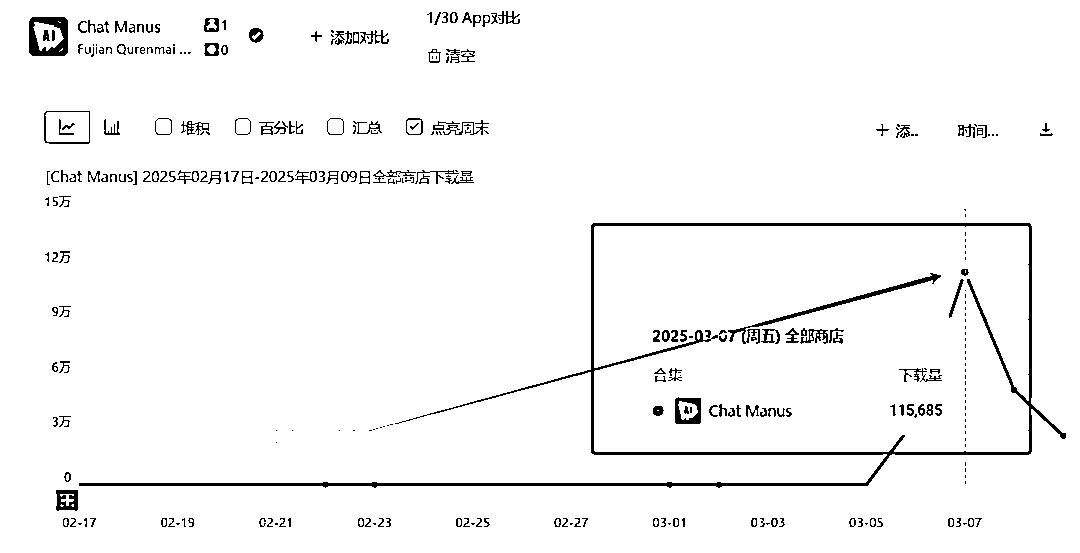 Chat Manus
1
Fujian Qurenmai ...
0
+ 添加对比
1/30 App对比
清空
堆积
百分比
汇总
点亮周末
+ 添...
时间...
[Chat Manus] 2025年02月17日-2025年03月09日全部商店下载量
15万
12万
9万
6万
3万
0
2025-03-07 (周五) 全部商店
合集
下载量
Chat Manus
115,685
02-17
02-19
02-21
02-23
02-25
02-27
03-01
03-03
03-05
03-07